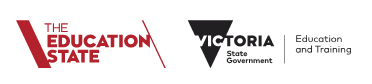 THE
EDUCATION
STATE
VICTORIA
State
Government
Education
and Training